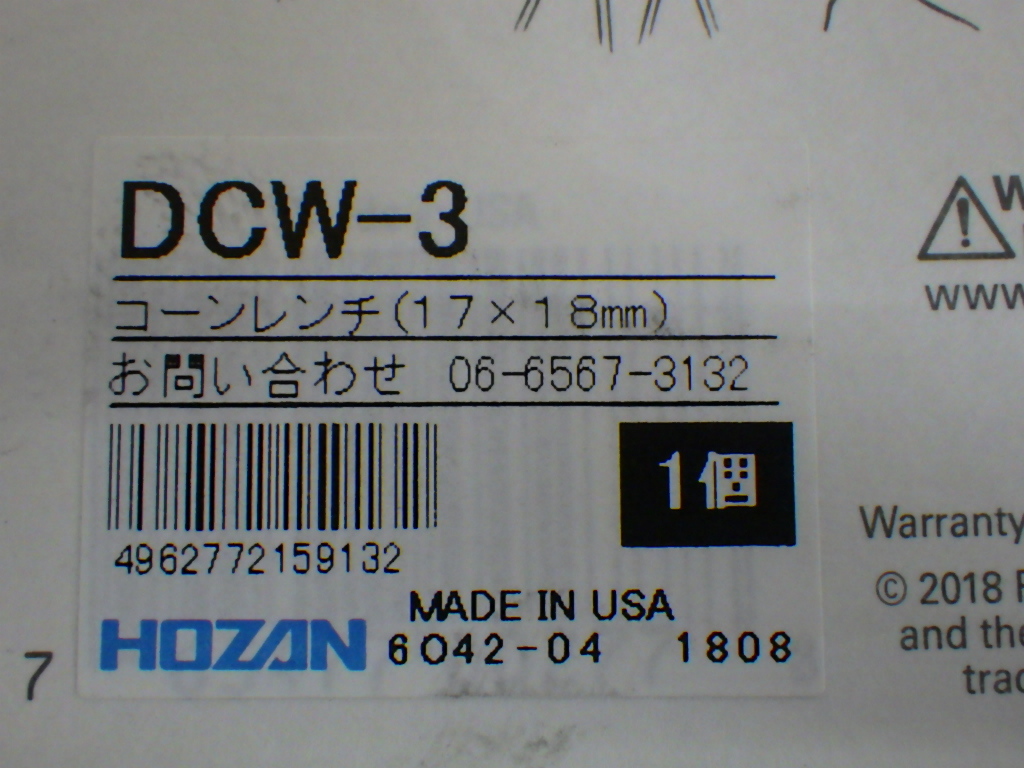 DCW-3
コーンレンチ(17×18mm)
お問い合わせ 06-6567-3132
1個
4962772159132
MADE IN USA
HOZAN 6042-04 1808
7
W
www
Warranty
© 2018
and the
trad